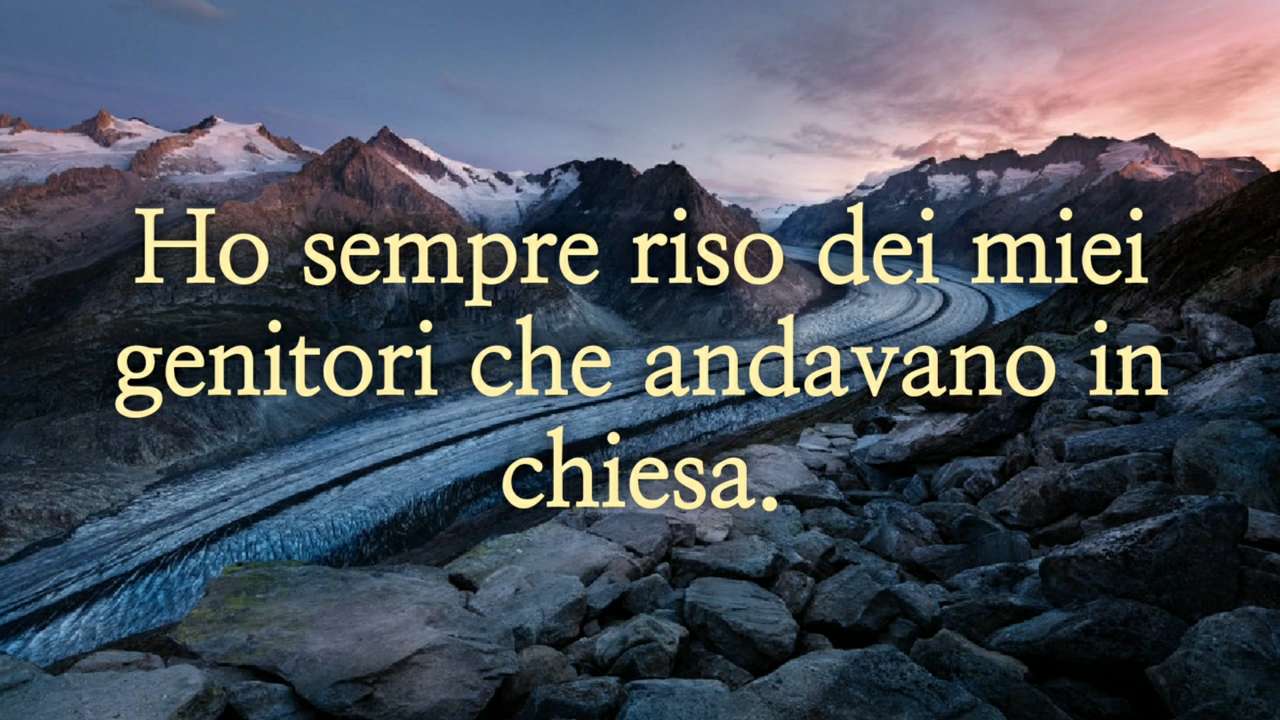 Ho sempre riso dei miei
genitori che andavano in
chiesa.